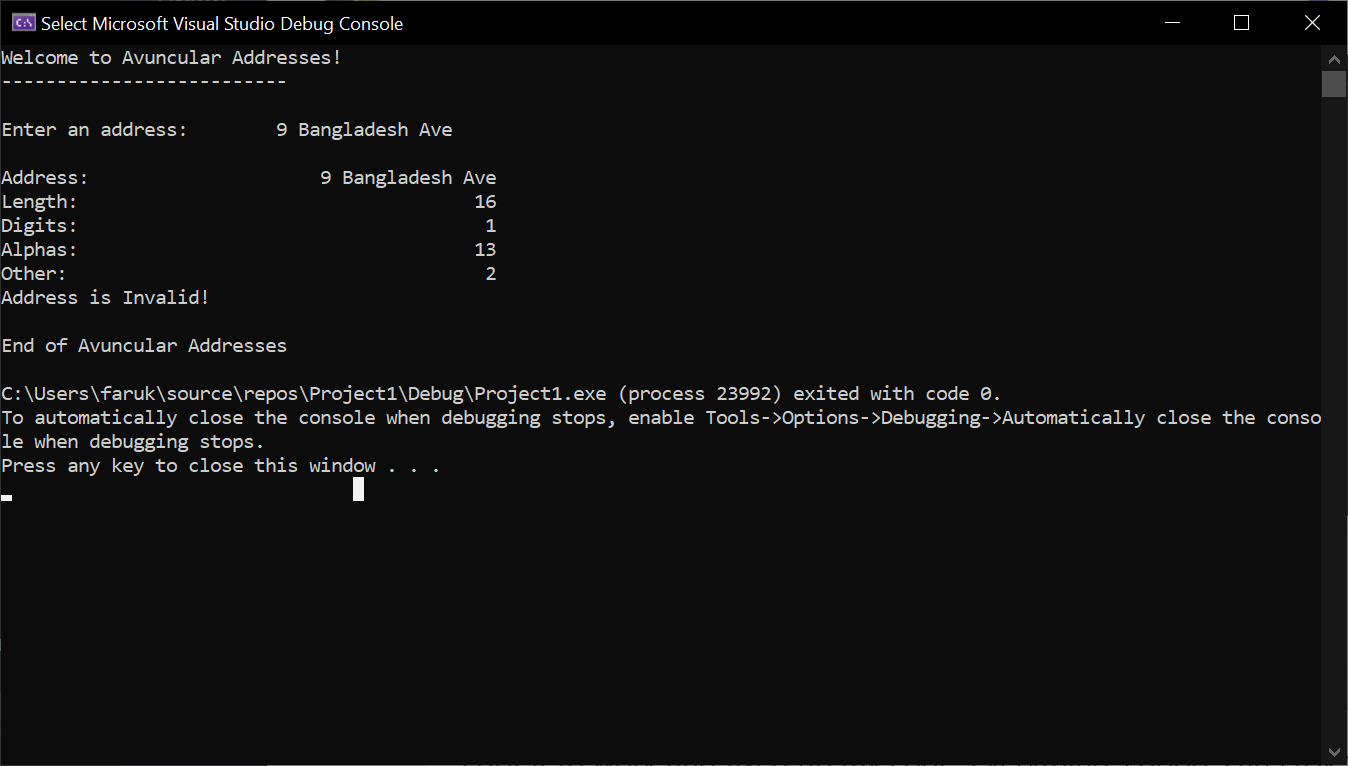 Select Microsoft Visual Studio Debug Console
Welcome to Avuncular Addresses!
--------------------------
Enter an address:        9 Bangladesh Ave
Address:                     9 Bangladesh Ave
Length:                                    16
Digits:                                     1
Alphas:                                    13
Other:                                      2
Address is Invalid!
End of Avuncular Addresses
C:\Users\faruk\source\repos\Project1\Debug\Project1.exe (process 23992) exited with code 0.
To automatically close the console when debugging stops, enable Tools->Options->Debugging->Automatically close the conso
le when debugging stops.
Press any key to close this window . . .